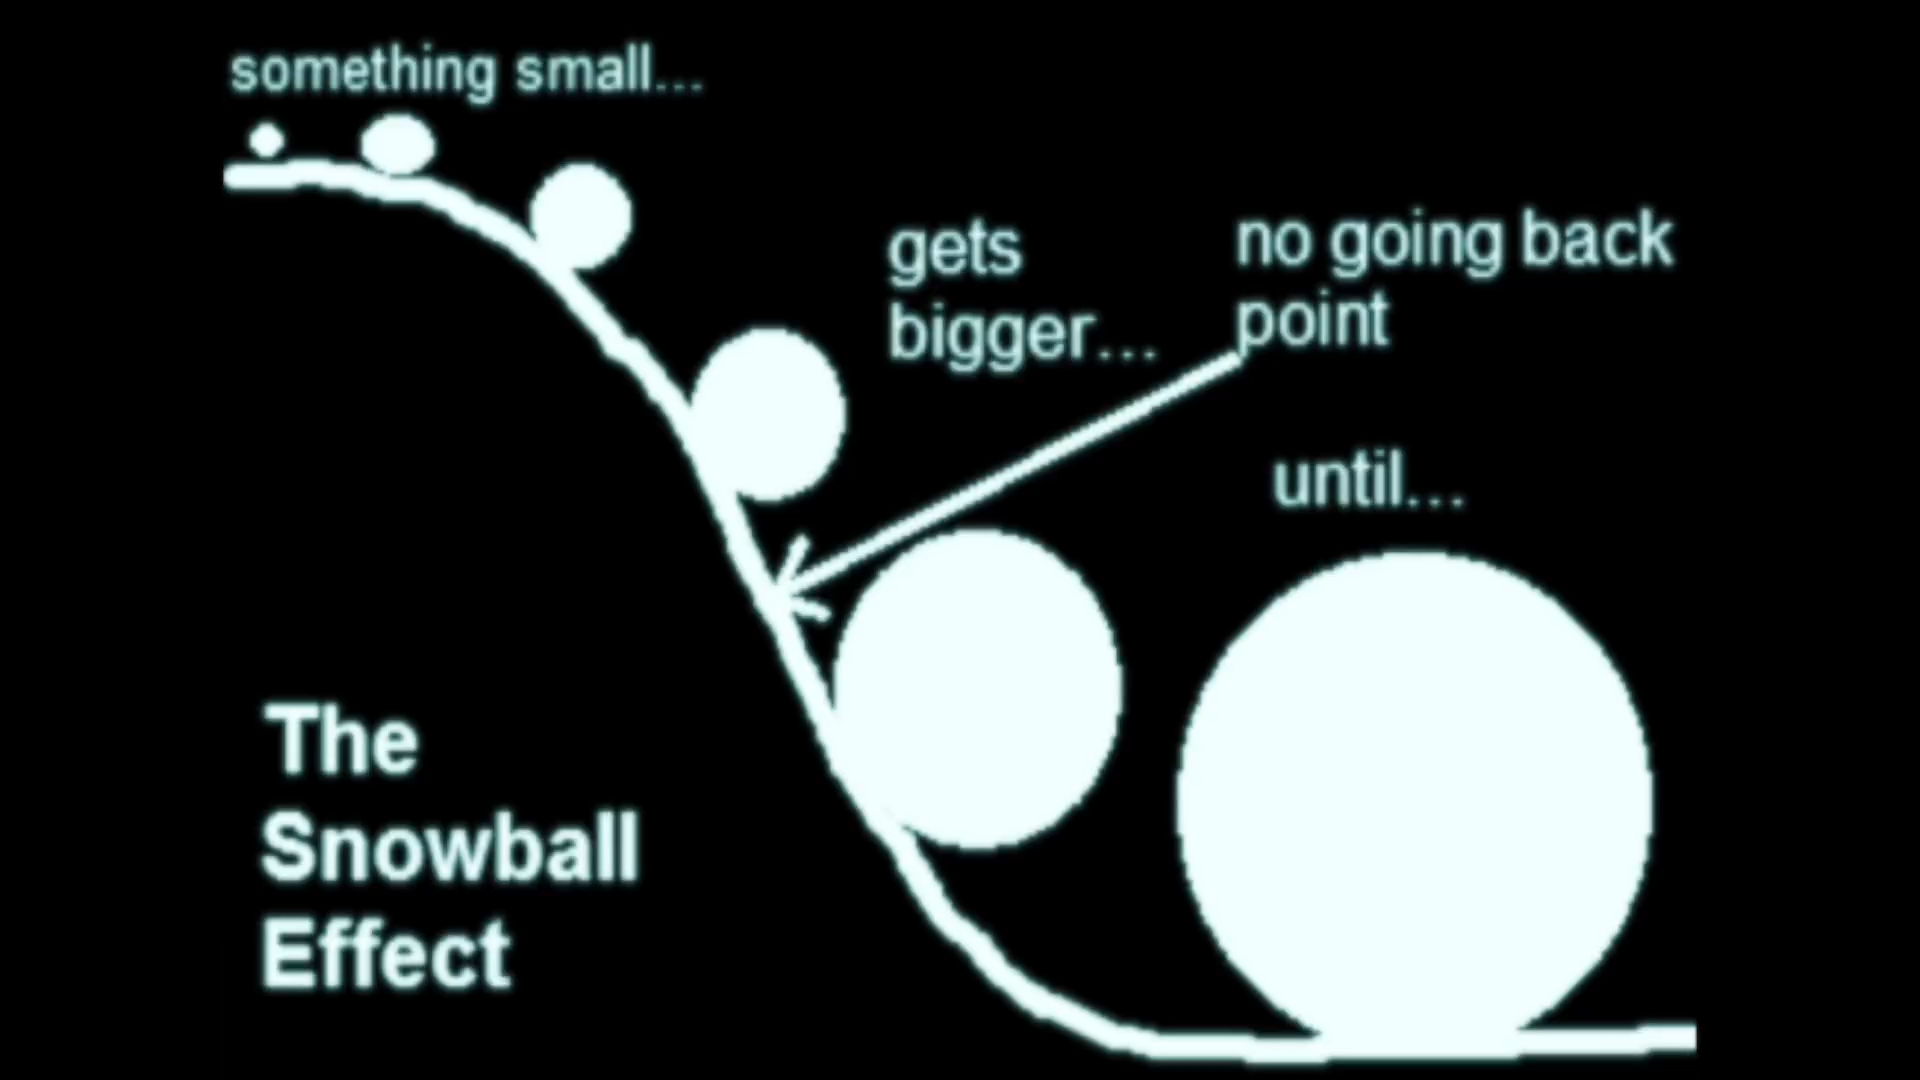 something small...
gets
bigger...
no going back
point
until...
The
Snowball
Effect